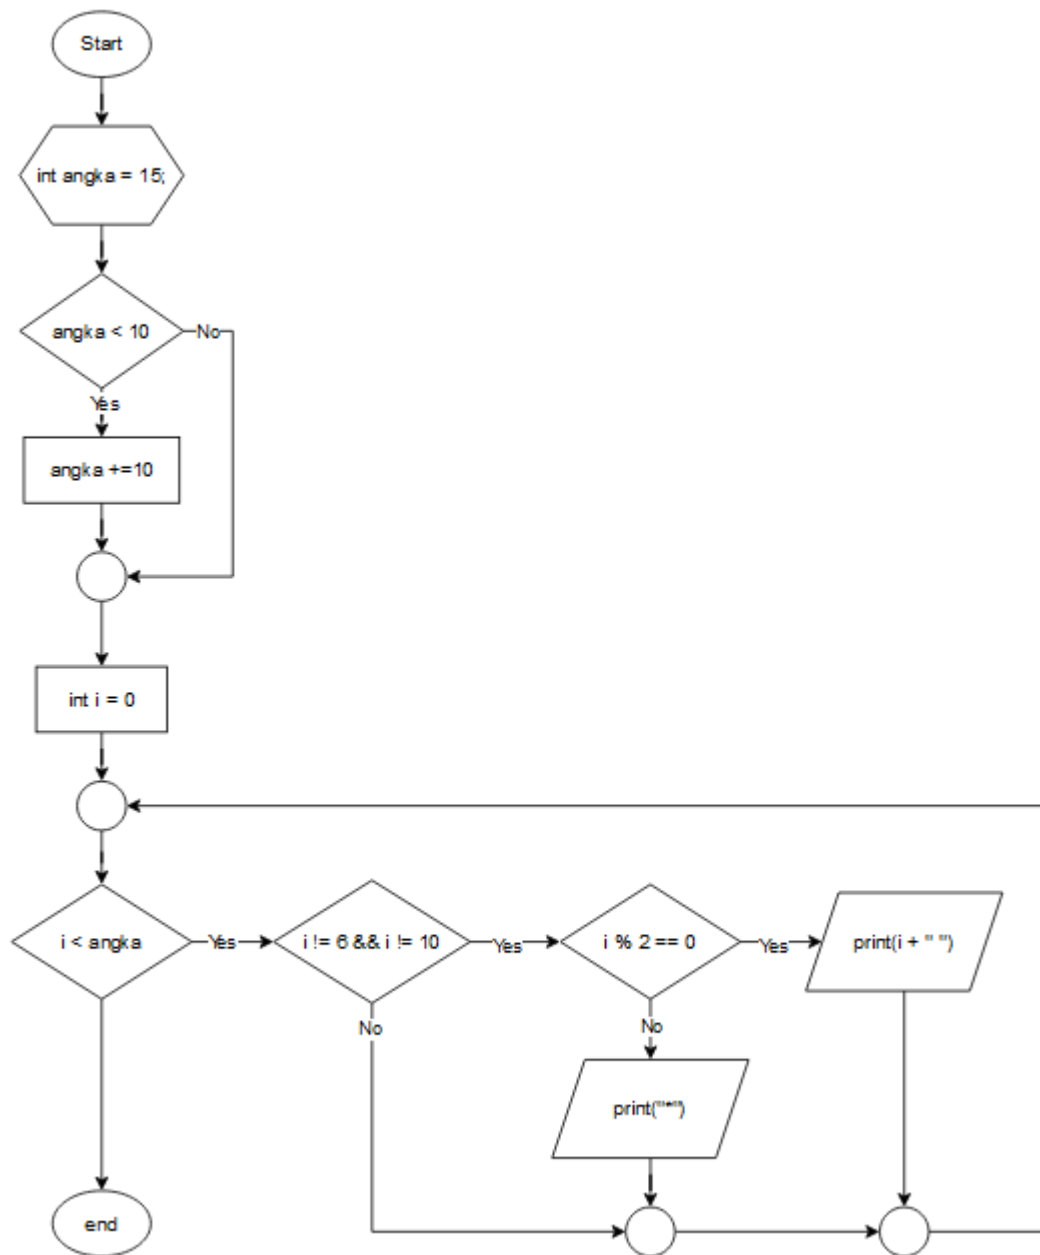 Start
int angka = 15;
angka < 10
No
Yes
angka +=10
int i = 0
i < angka
Yes
i != 6 && i != 10
Yes
i % 2 == 0
Yes
print(i + " ")
No
No
print("*")
end